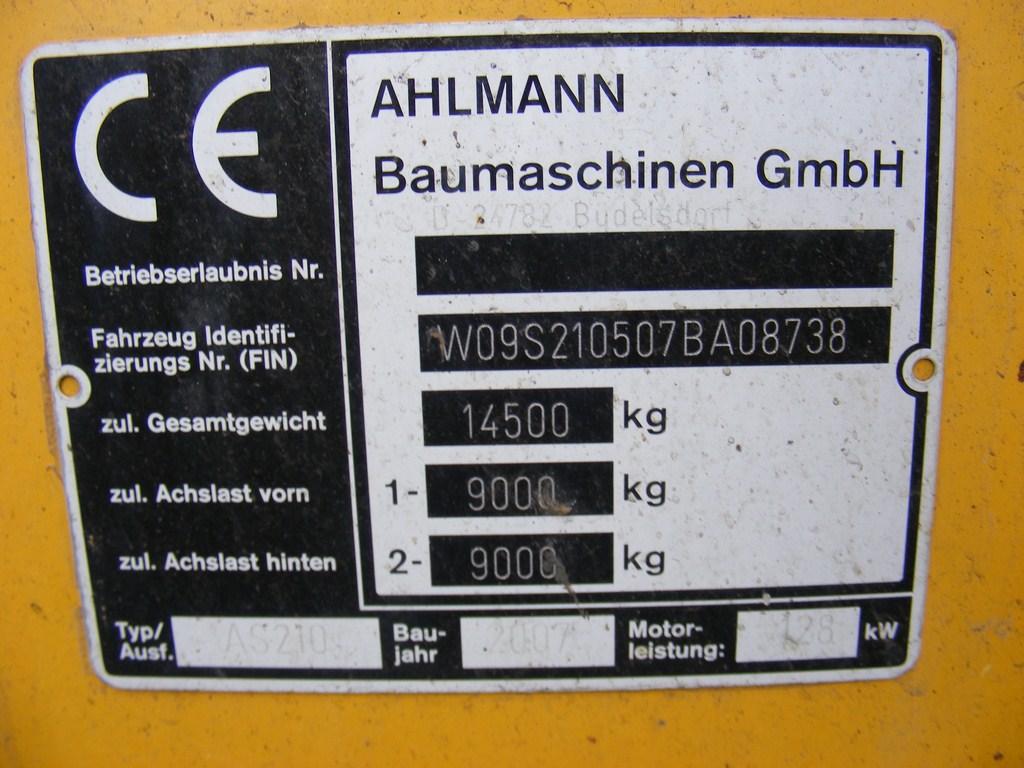 CE
AHLMANN
Baumaschinen GmbH
D-24782 Büdelsdorf
Betriebserlaubnis Nr.
Fahrzeug Identifi-
zierungs Nr. (FIN)
W09S210507BA08738
zul. Gesamtgewicht 14500 kg
zul. Achslast vorn 1- 9000 kg
zul. Achslast hinten 2- 9000 kg
Typ/
Ausf. AS210
Bau-
jahr 2007
Motor-
leistung: 128 kW